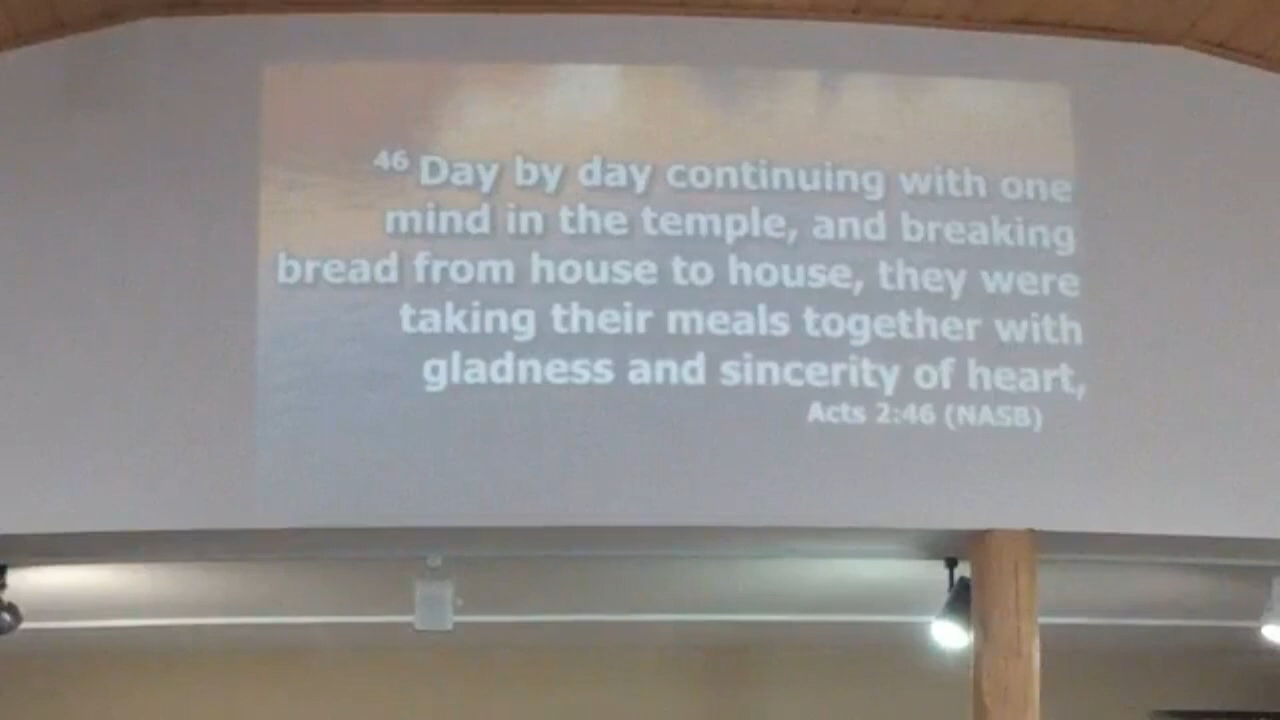 46 Day by day continuing with one
mind in the temple, and breaking
bread from house to house, they were
taking their meals together with
gladness and sincerity of heart,
Acts 2:46 (NASB)